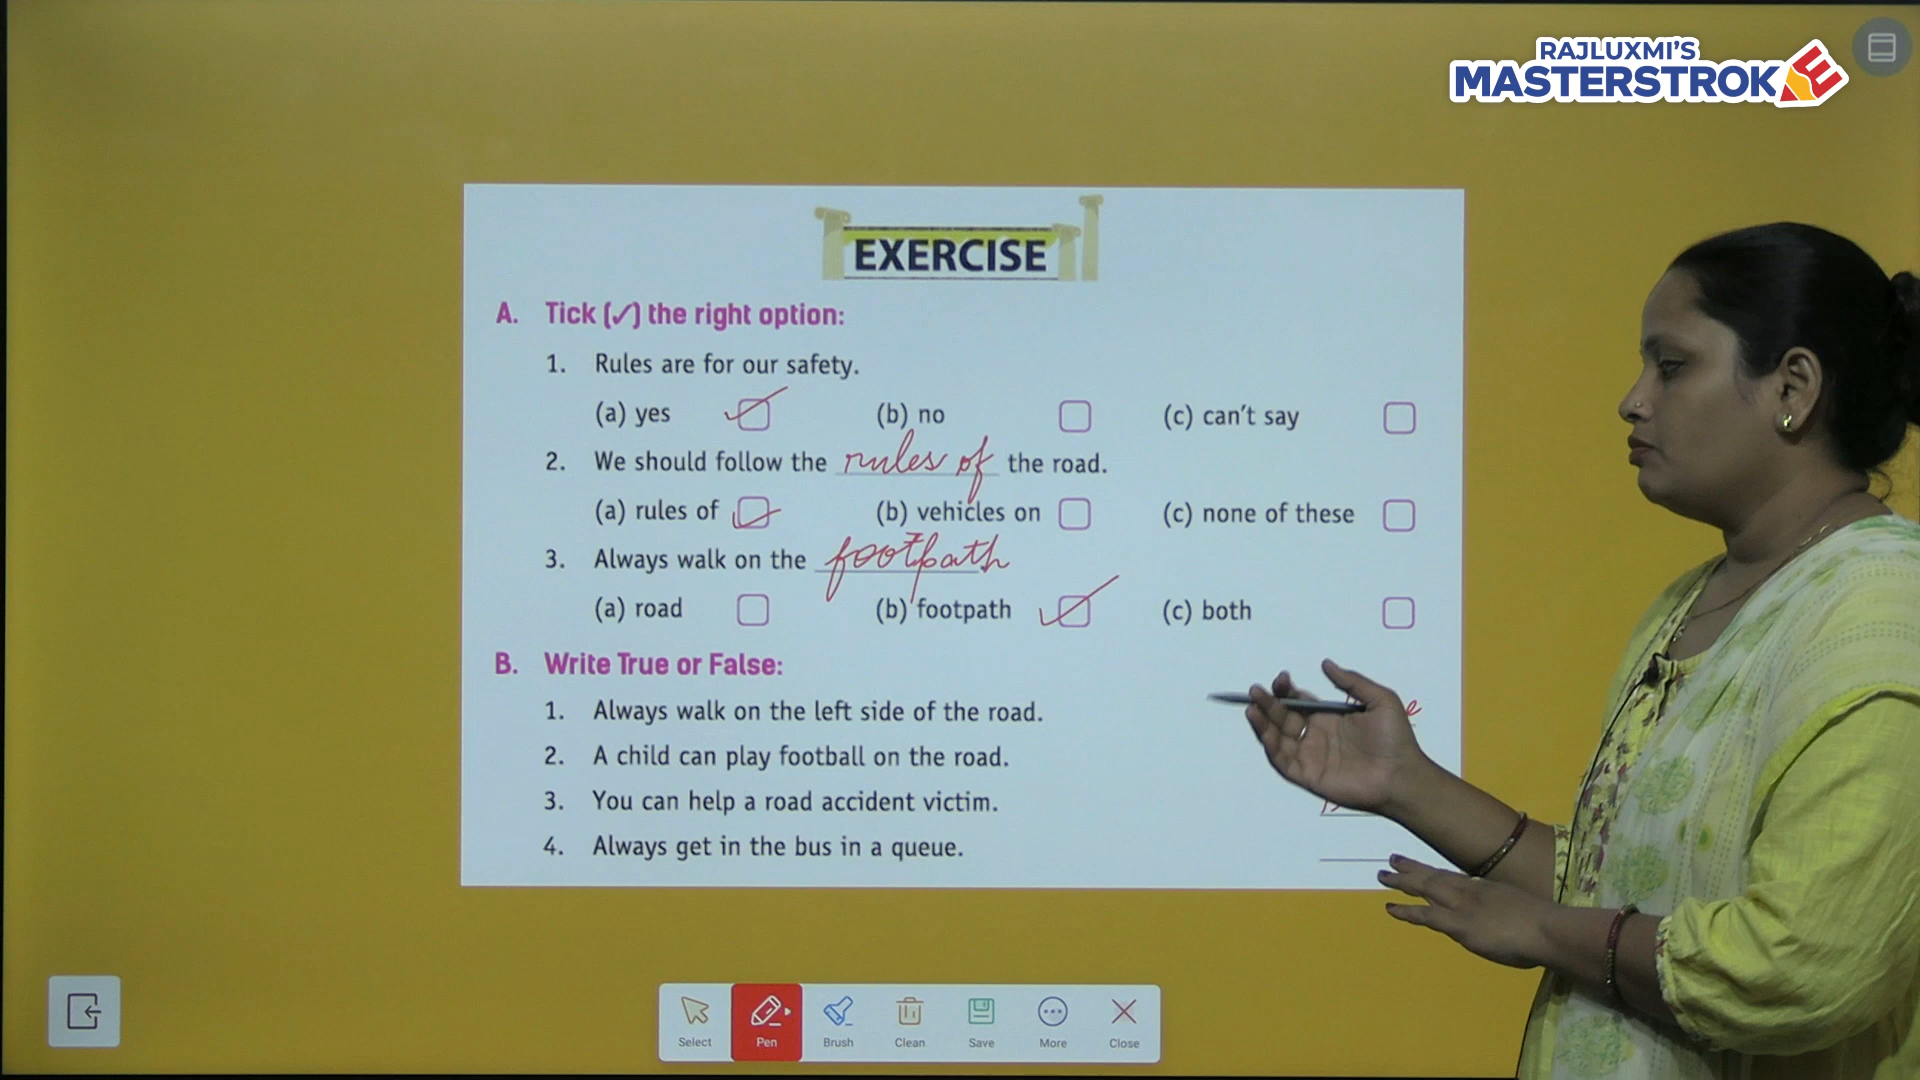 RAJLUXMI'S
MASTERSTROKE
EXERCISE
A. Tick (✓) the right option:
1. Rules are for our safety.
(a) yes (b) no (c) can't say
2. We should follow the rules of the road.
(a) rules of (b) vehicles on (c) none of these
3. Always walk on the footpath.
(a) road (b) footpath (c) both
B. Write True or False:
1. Always walk on the left side of the road.
2. A child can play football on the road.
3. You can help a road accident victim.
4. Always get in the bus in a queue.
Select Pen Brush Clean Save More Close